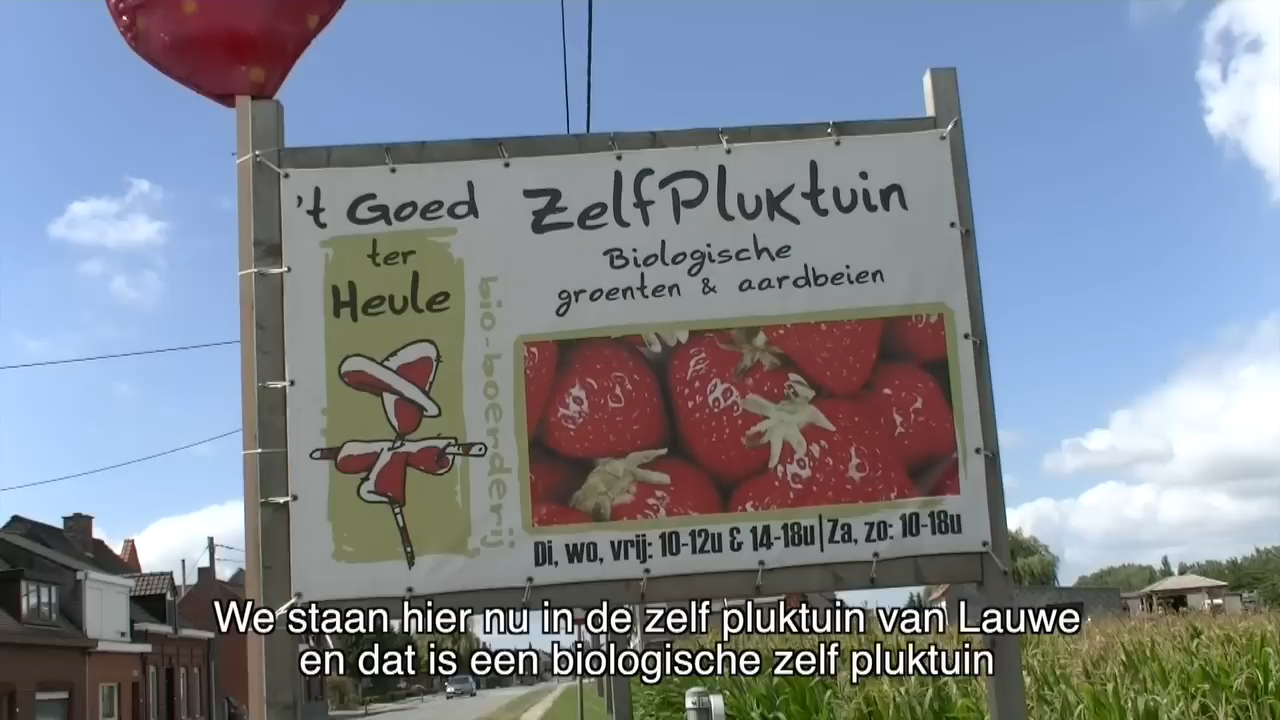 't Goed
ter
Heule
bio-boerderij
ZelfPluktuin
Biologische
groenten & aardbeien
Di, wo, vrij: 10-12u & 14-18u|Za, zo: 10-18u
We staan hier nu in de zelf pluktuin van Lauwe
en dat is een biologische zelf pluktuin